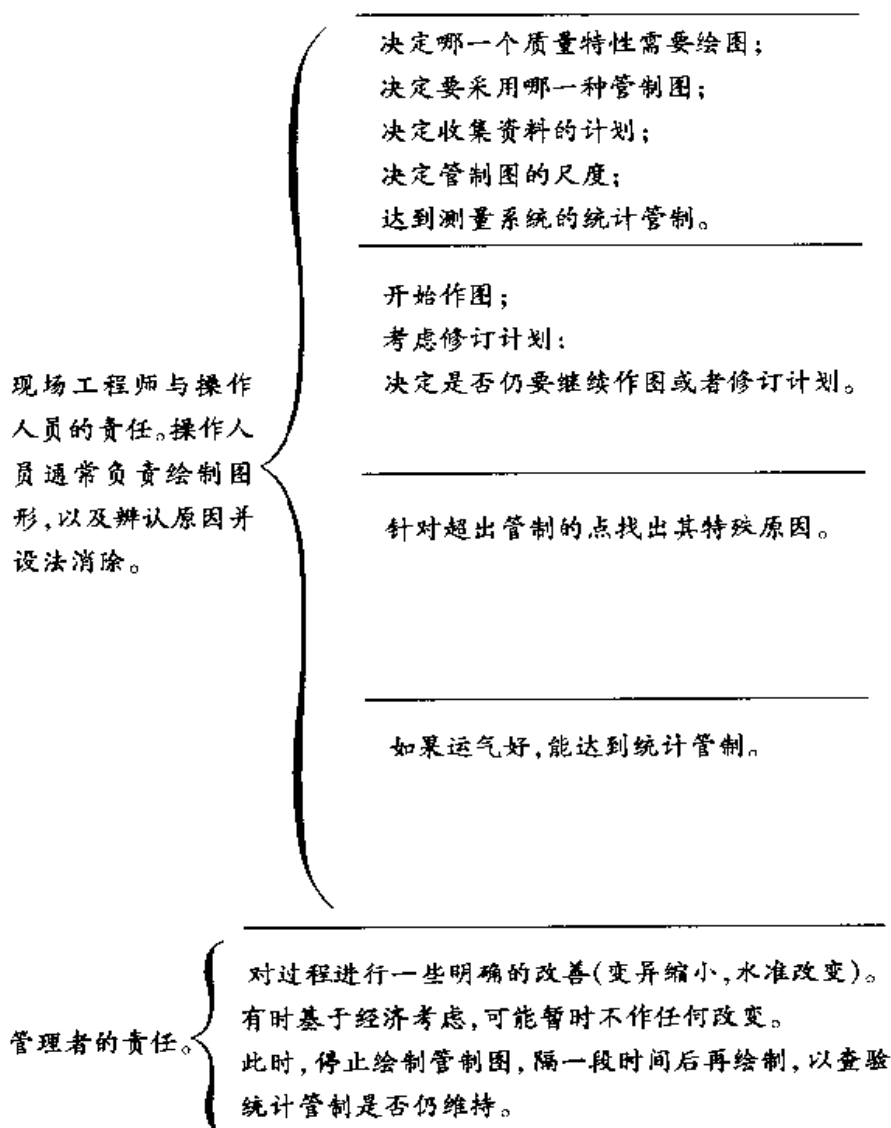 决定哪一个质量特性需要绘图；
决定要采用哪一种管制图；
决定收集资料的计划；
决定管制图的尺度；
达到测量系统的统计管制。
开始作图；
考虑修订计划：
决定是否仍要继续作图或者修订计划。
现场工程师与操作
人员的责任。操作人
员通常负责绘制图
形，以及辨认原因并
设法消除。
针对超出管制的点找出其特殊原因。
如果运气好，能达到统计管制。
对过程进行一些明确的改善(变异缩小，水准改变)。
有时基于经济考虑，可能暂时不作任何改变。
管理者的责任。
此时，停止绘制管制图，隔一段时间后再绘制，以查验
统计管制是否仍维持。